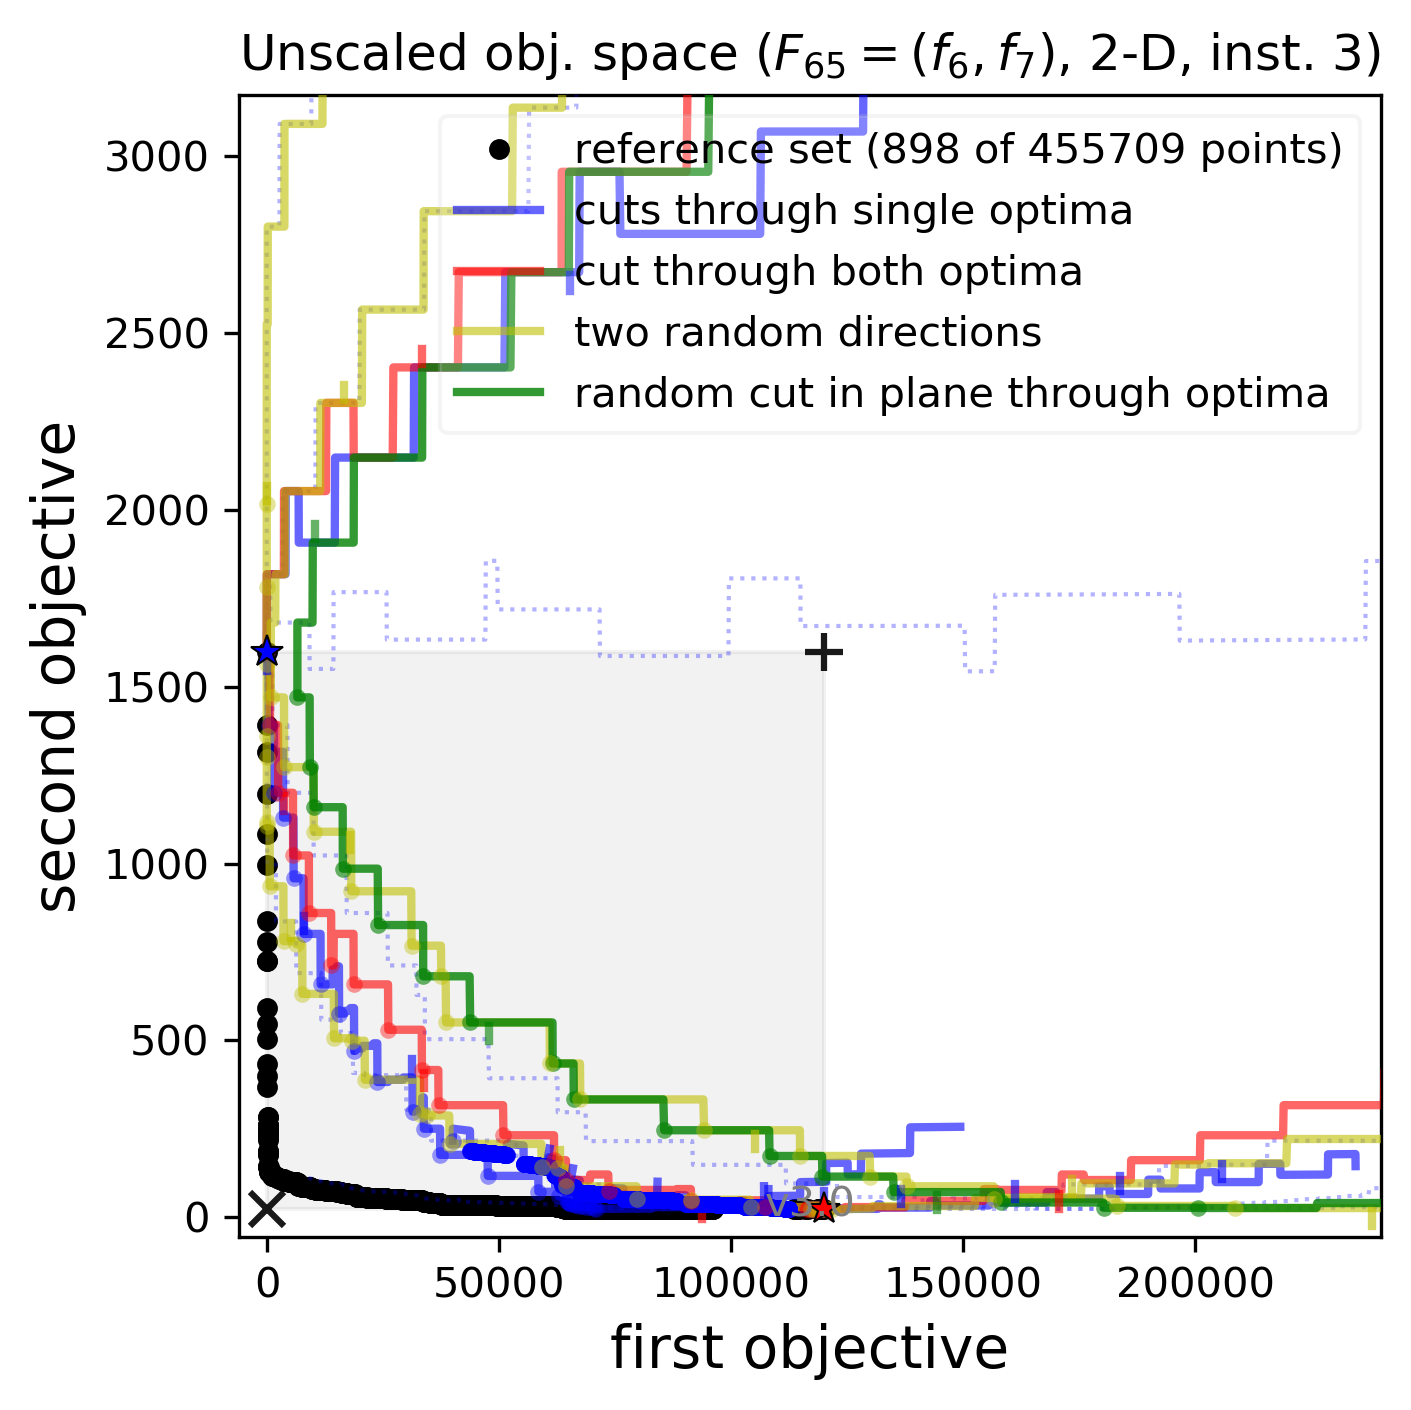 Unscaled obj. space (F₆₅ = (f₆, f₇), 2-D, inst. 3)
3000
2500
2000
1500
1000
500
0
second objective
reference set (898 of 455709 points)
cuts through single optima
cut through both optima
two random directions
random cut in plane through optima
0
50000
100000
150000
200000
first objective